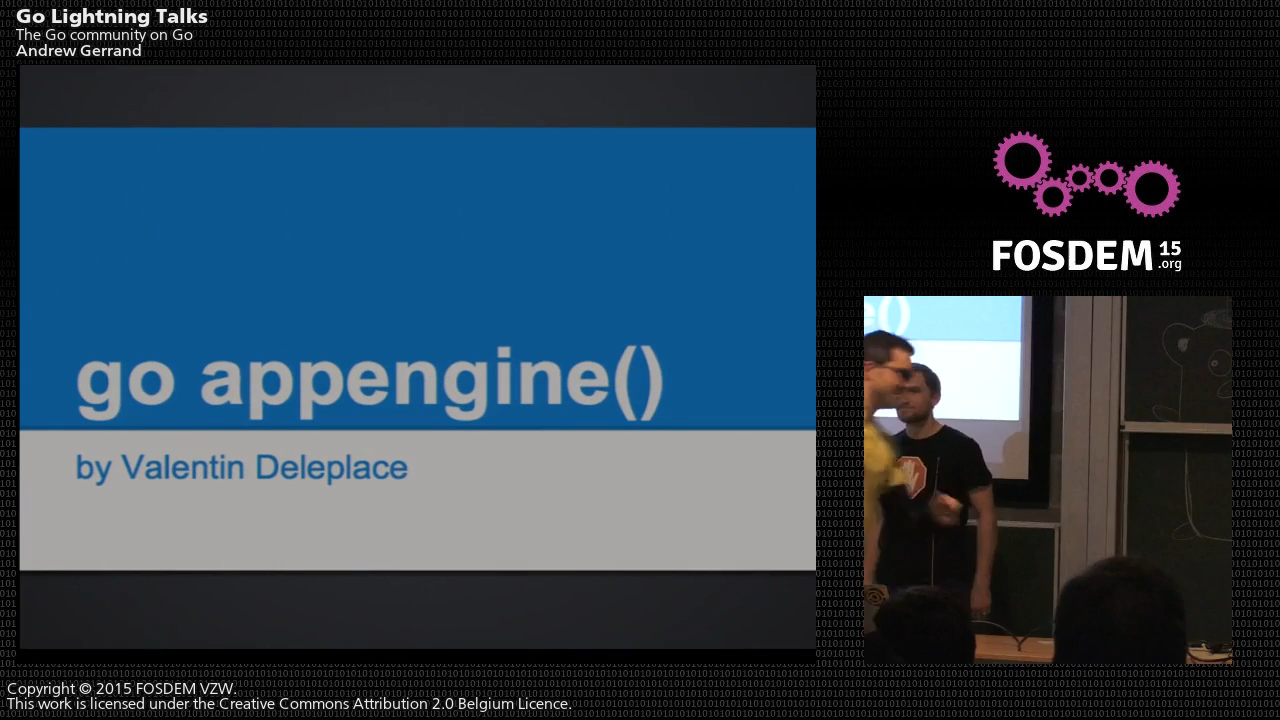 Go Lightning Talks
The Go community on Go
Andrew Gerrand
go appengine()
by Valentin Deleplace
FOSDEM 15
.org
e()
Copyright © 2015 FOSDEM VZW.
This work is licensed under the Creative Commons Attribution 2.0 Belgium Licence.